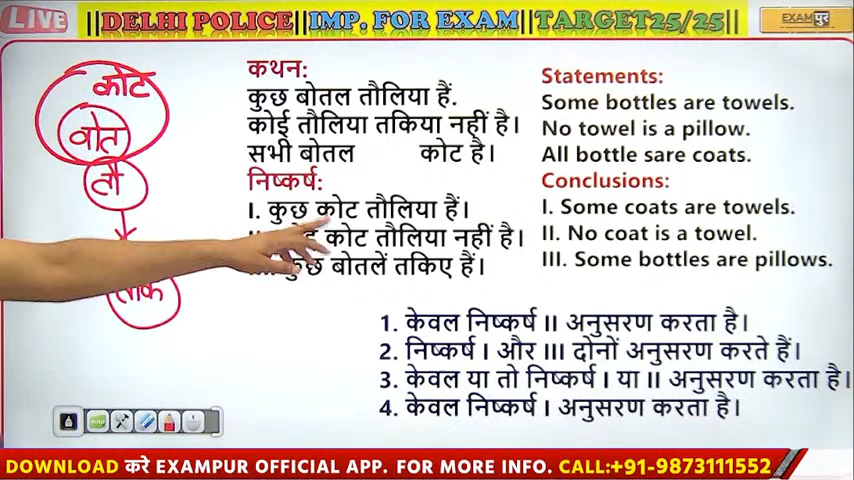 LIVE ||DELHI POLICE||IMP. FOR EXAM||TARGET25/25||
EXAMपुर
कोट
वोत
तौ
कथन:
कुछ बोतल तौलिया हैं.
कोई तौलिया तकिया नहीं है।
सभी बोतल कोट है।
निष्कर्ष:
I. कुछ कोट तौलिया हैं।
कोट तौलिया नहीं है।
कुछ बोतलें तकिए हैं।
Statements:
Some bottles are towels.
No towel is a pillow.
All bottle sare coats.
Conclusions:
I. Some coats are towels.
II. No coat is a towel.
III. Some bottles are pillows.
1. केवल निष्कर्ष II अनुसरण करता है।
2. निष्कर्ष I और III दोनों अनुसरण करते हैं।
3. केवल या तो निष्कर्ष I या II अनुसरण करता है।
4. केवल निष्कर्ष I अनुसरण करता है।
DOWNLOAD करे EXAMPUR OFFICIAL APP. FOR MORE INFO. CALL:+91-9873111552